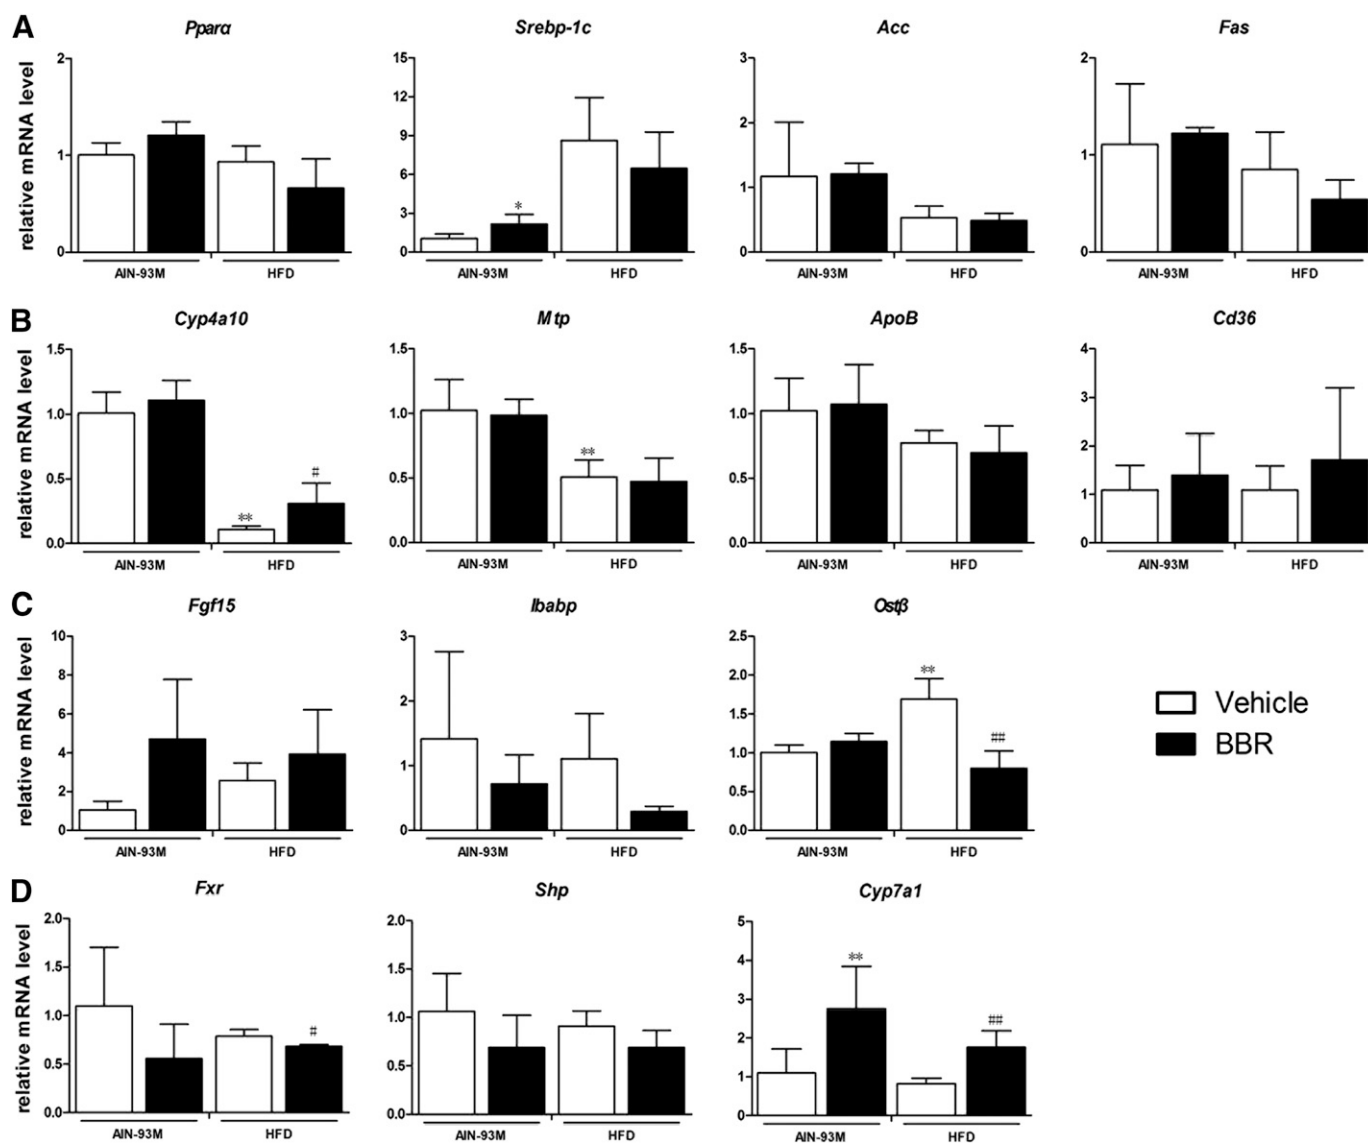 A
Pparα
Srebp-1c
Acc
Fas
relative mRNA level
2
1
0
AIN-93M
HFD
15
12
9
6
3
0
*
AIN-93M
HFD
3
2
1
0
AIN-93M
HFD
2
1
0
AIN-93M
HFD
B
Cyp4a10
Mtp
ApoB
Cd36
relative mRNA level
1.5
1.0
0.5
0.0
**
#
AIN-93M
HFD
1.5
1.0
0.5
0.0
**
AIN-93M
HFD
1.5
1.0
0.5
0.0
AIN-93M
HFD
4
3
2
1
0
AIN-93M
HFD
C
Fgf15
Ibabp
Ostβ
relative mRNA level
10
8
6
4
2
0
AIN-93M
HFD
3
2
1
0
AIN-93M
HFD
2.5
2.0
1.5
1.0
0.5
0.0
**
##
AIN-93M
HFD
Vehicle
BBR
D
Fxr
Shp
Cyp7a1
relative mRNA level
2.0
1.5
1.0
0.5
0.0
#
AIN-93M
HFD
2.0
1.5
1.0
0.5
0.0
AIN-93M
HFD
5
4
3
2
1
0
**
##
AIN-93M
HFD